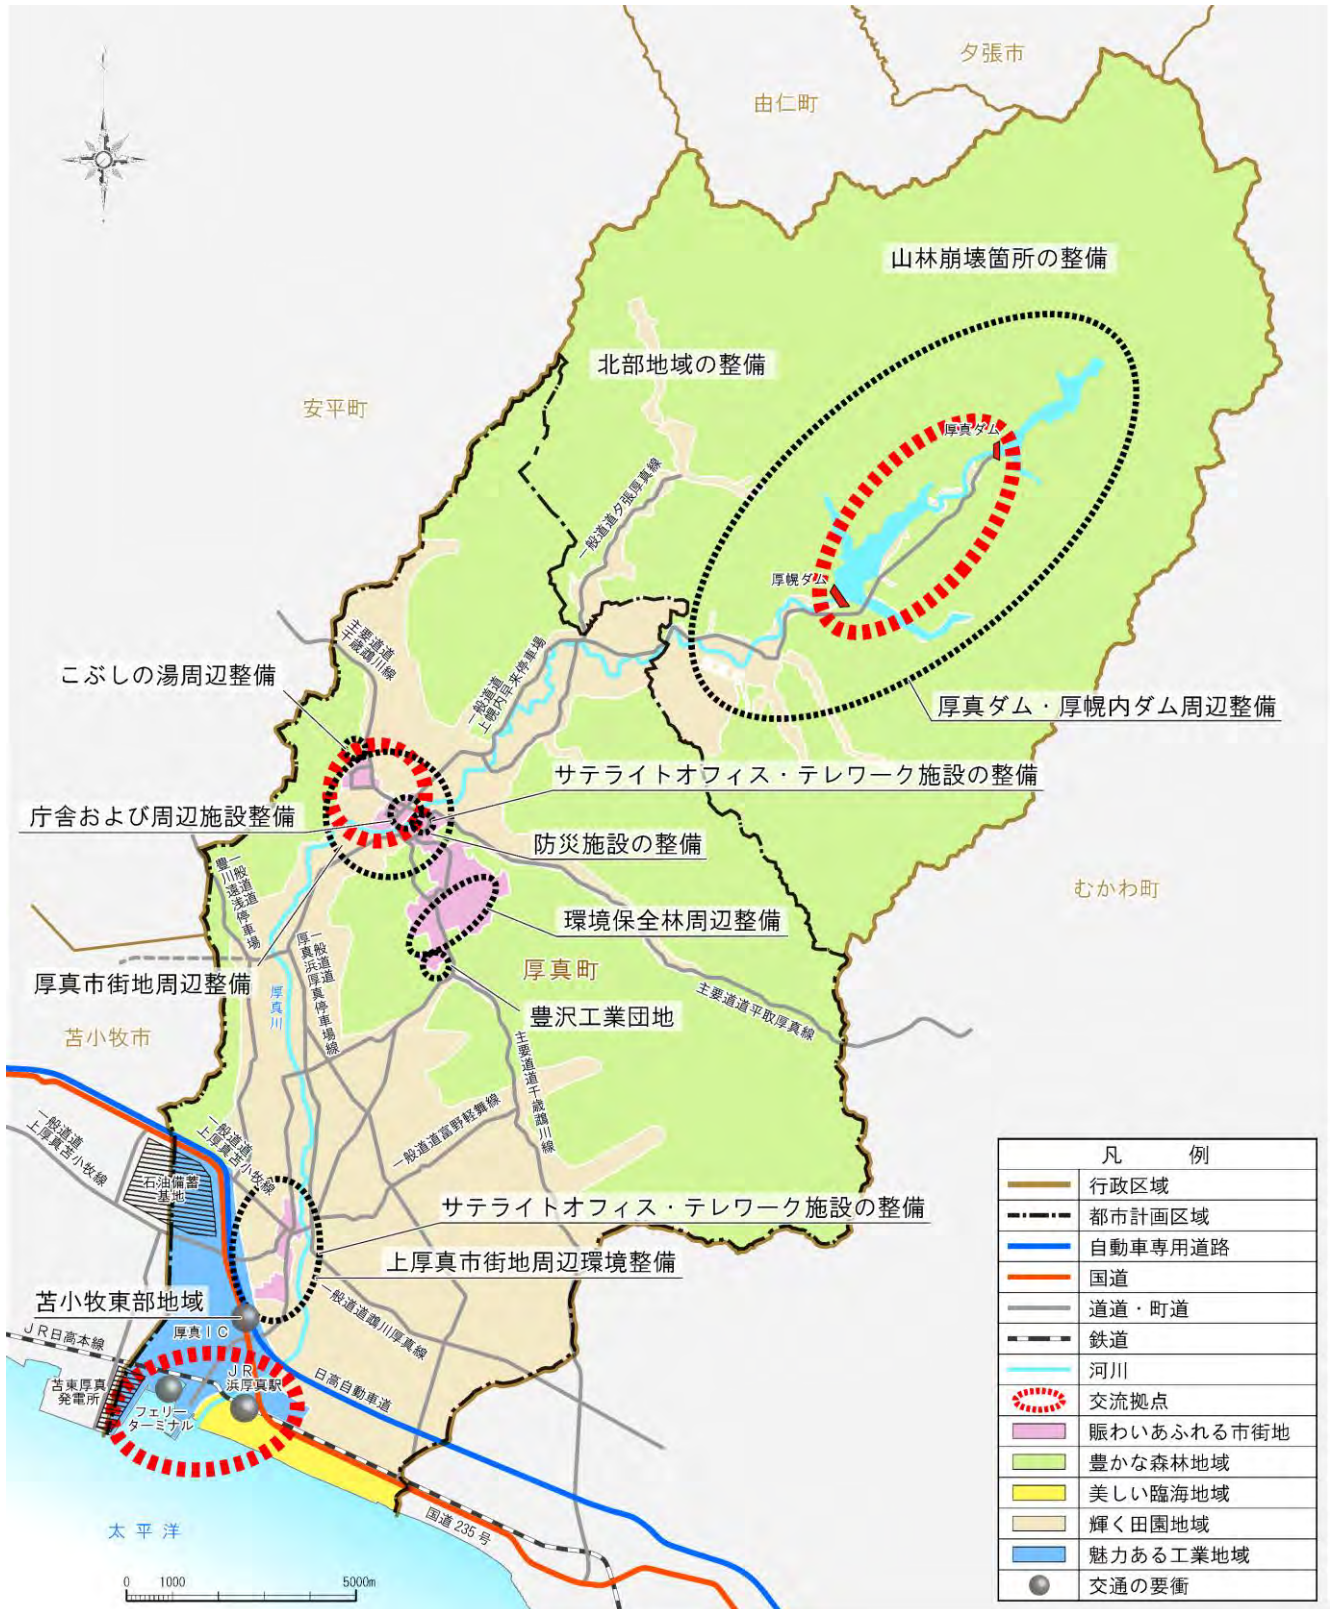 夕張市
由仁町
山林崩壊箇所の整備
北部地域の整備
安平町
厚真ダム
一般道道夕張厚真線
厚幌ダム
主要道道
千歳鵡川線
一般道道
上幌内早来停車場
こぶしの湯周辺整備
厚真ダム・厚幌内ダム周辺整備
サテライトオフィス・テレワーク施設の整備
庁舎および周辺施設整備
防災施設の整備
一般道道
豊川遠浅停車場
むかわ町
環境保全林周辺整備
一般道道
厚真浜厚真停車場線
厚真町
厚真市街地周辺整備
厚真川
主要道道平取厚真線
豊沢工業団地
苫小牧市
主要道道千歳鵡川線
一般道道
上厚真苫小牧線
一般道道
上厚真苫小牧線
一般道道富野軽舞線
石油備蓄
基地
サテライトオフィス・テレワーク施設の整備
上厚真市街地周辺環境整備
苫小牧東部地域
厚真IC
一般道道鵡川厚真線
JR日高本線
JR
浜厚真駅
日高自動車道
苫東厚真
発電所
フェリー
ターミナル
国道235号
太平洋
0 1000 5000m
凡例
行政区域
都市計画区域
自動車専用道路
国道
道道・町道
鉄道
河川
交流拠点
賑わいあふれる市街地
豊かな森林地域
美しい臨海地域
輝く田園地域
魅力ある工業地域
交通の要衝